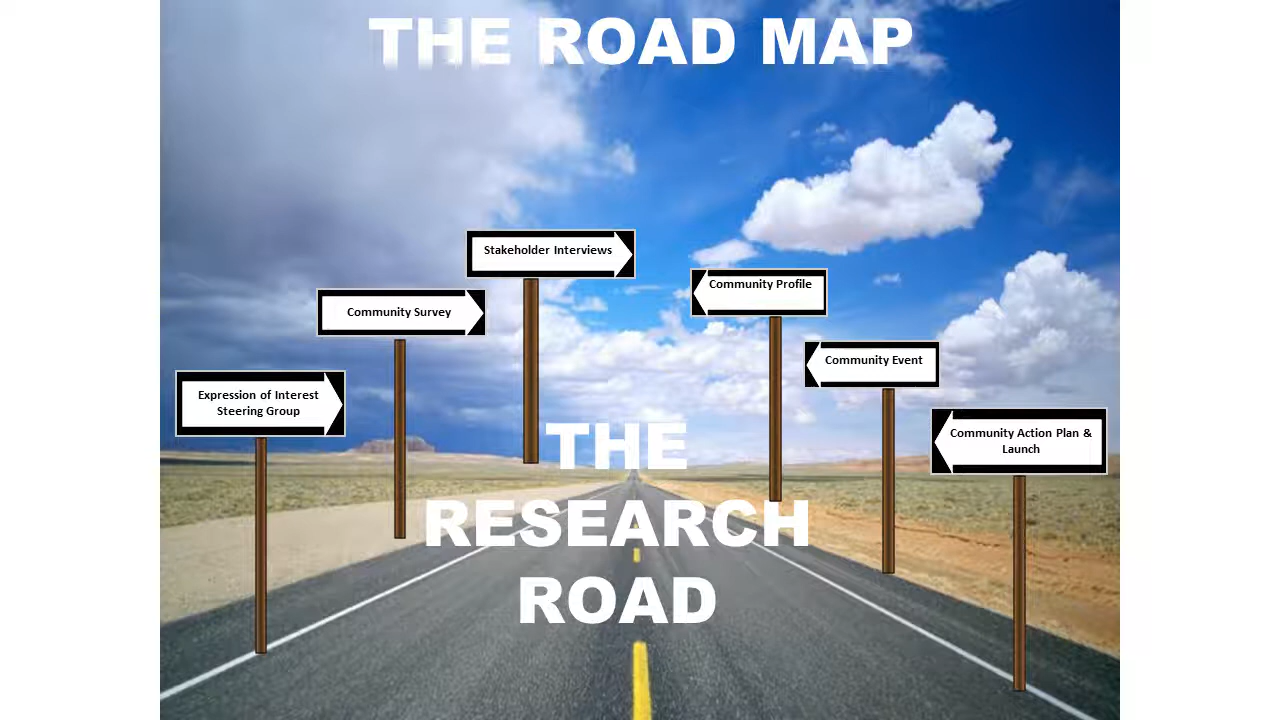 THE ROAD MAP
Stakeholder Interviews
Community Profile
Community Survey
Community Event
Expression of Interest
Steering Group
Community Action Plan &
Launch
THE
RESEARCH
ROAD